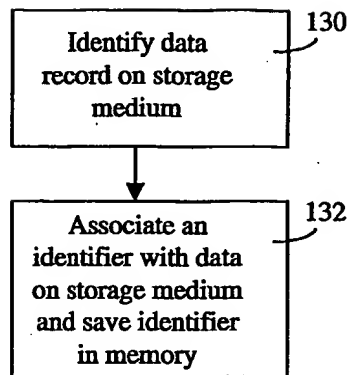 130
Identify data
record on storage
medium
132
Associate an
identifier with data
on storage medium
and save identifier
in memory